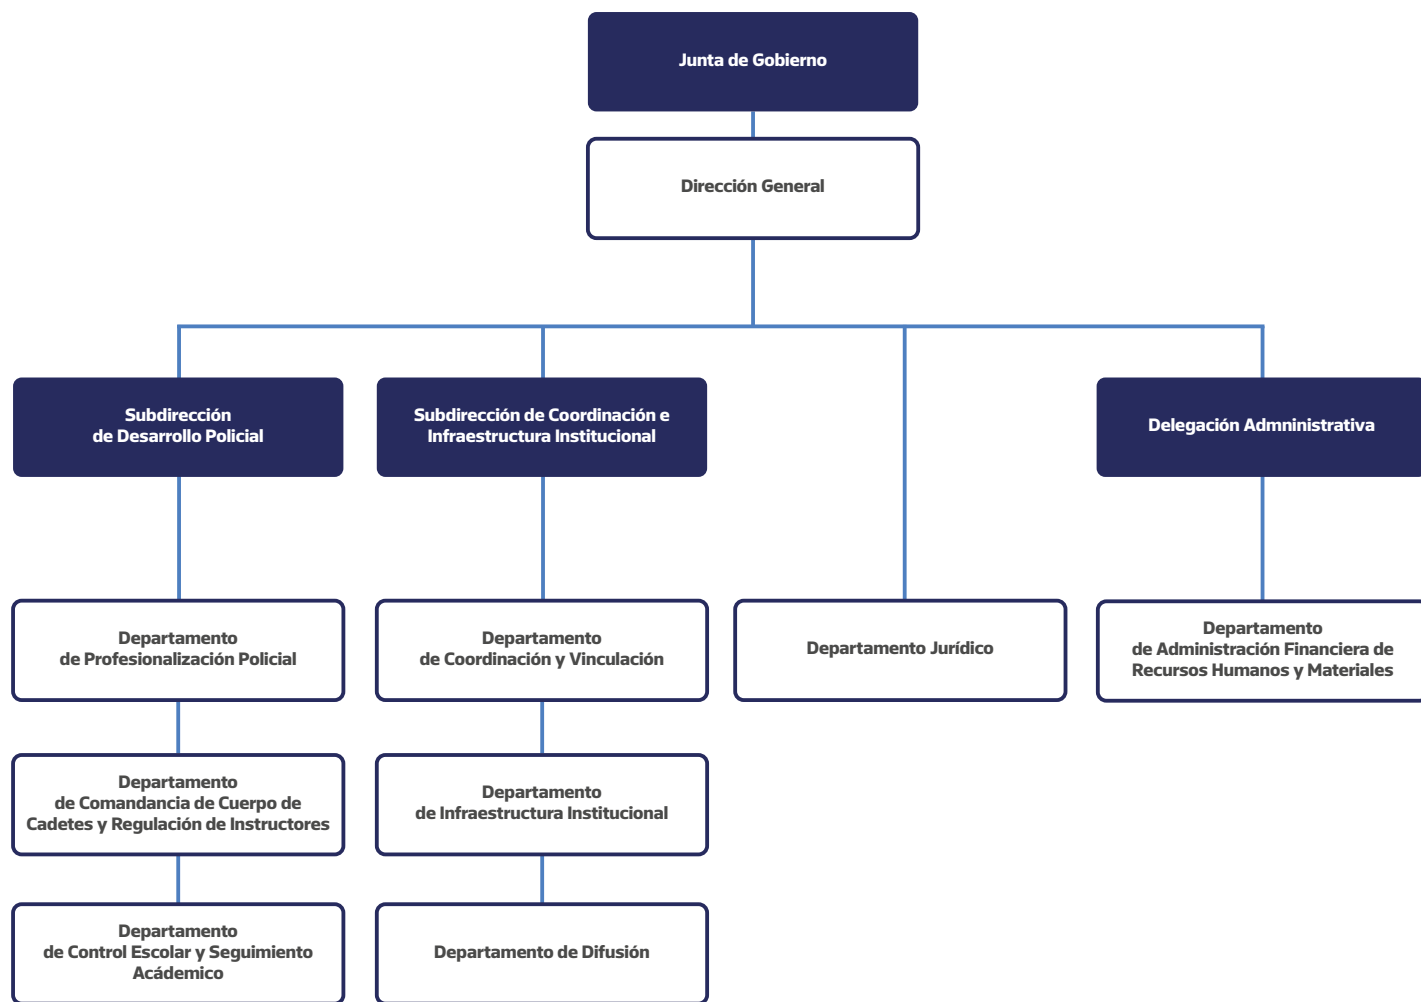 Junta de Gobierno
Dirección General
Subdirección
de Desarrollo Policial
Subdirección de Coordinación e
Infraestructura Institucional
Delegación Admninistrativa
Departamento
de Profesionalización Policial
Departamento
de Coordinación y Vinculación
Departamento Jurídico
Departamento
de Administración Financiera de
Recursos Humanos y Materiales
Departamento
de Comandancia de Cuerpo de
Cadetes y Regulación de Instructores
Departamento
de Infraestructura Institucional
Departamento
de Control Escolar y Seguimiento
Acádemico
Departamento de Difusión